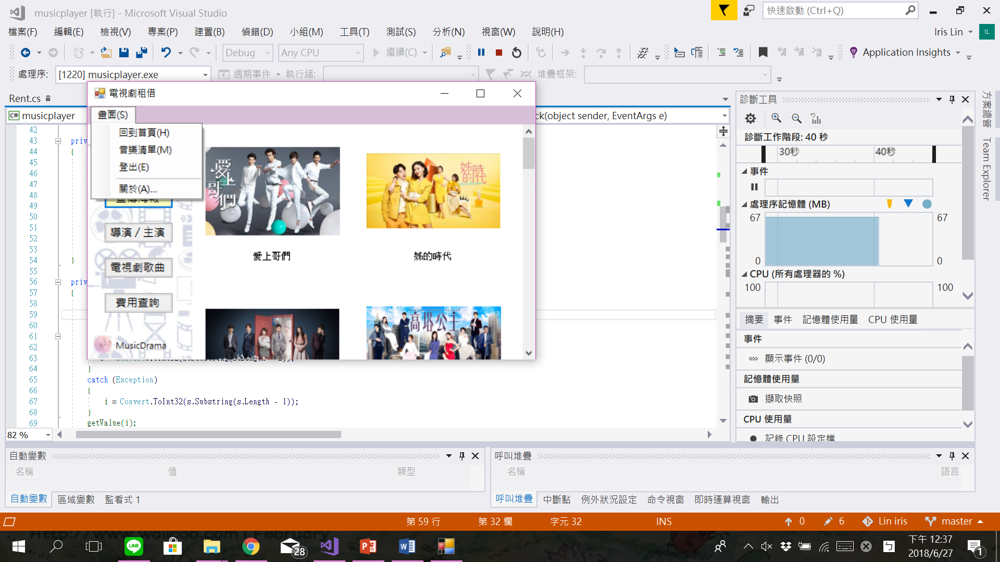 musicplayer [執行] - Microsoft Visual Studio
快速啟動 (Ctrl+Q)
檔案(F) 編輯(E) 檢視(V) 專案(P) 建置(B) 偵錯(D) 小組(M) 工具(T) 測試(S) 分析(N) 視窗(W) 說明(H)
Iris Lin
IL
Debug
Any CPU
繼續(C)
Application Insights
處理序:
[1220] musicplayer.exe
週期事件
執行緒:
堆疊框架:
Rent.cs
C# musicplayer
ck(object sender, EventArgs e)
電視劇租借
畫面(S)
回到首頁(H)
音樂清單(M)
登出(E)
關於(A)...
導演 / 主演
電視劇歌曲
費用查詢
MusicDrama
愛上哥們
愛上哥們
姊的時代
姊的時代
高塔公主
42
43 priv
44 {
45
46
47
48
49
50
51
52
53
54 }
55
56 priv
57 {
58
59
60
61
62
63
64 }
65 catch (Exception)
66 {
67 i = Convert.ToInt32(s.Substring(s.Length - 1));
68 }
69 getValue(i);
82 %
診斷工具
診斷工作階段: 40 秒
30秒 40秒
事件
處理序記憶體 (MB)
67 67
0 0
CPU (所有處理器的 %)
100 100
摘要 事件 記憶體使用量 CPU 使用量
事件
顯示事件 (0/0)
記憶體使用量
擷取快照
CPU 使用量
記錄 CPU 設定檔
方案總管
Team Explorer
自動變數
名稱 值 類型
自動變數 區域變數 監看式 1
呼叫堆疊
名稱 語言
呼叫堆疊 中斷點 例外狀況設定 命令視窗 即時運算視窗 輸出
第 59 行 第 32 欄 字元 32 INS
0 6 Lin iris master
LINE
28
下午 12:37
2018/6/27
1